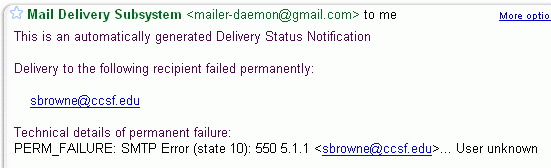 Mail Delivery Subsystem <mailer-daemon@gmail.com> to me More optio
This is an automatically generated Delivery Status Notification
Delivery to the following recipient failed permanently:
sbrowne@ccsf.edu
Technical details of permanent failure:
PERM_FAILURE: SMTP Error (state 10): 550 5.1.1 <sbrowne@ccsf.edu>... User unknown